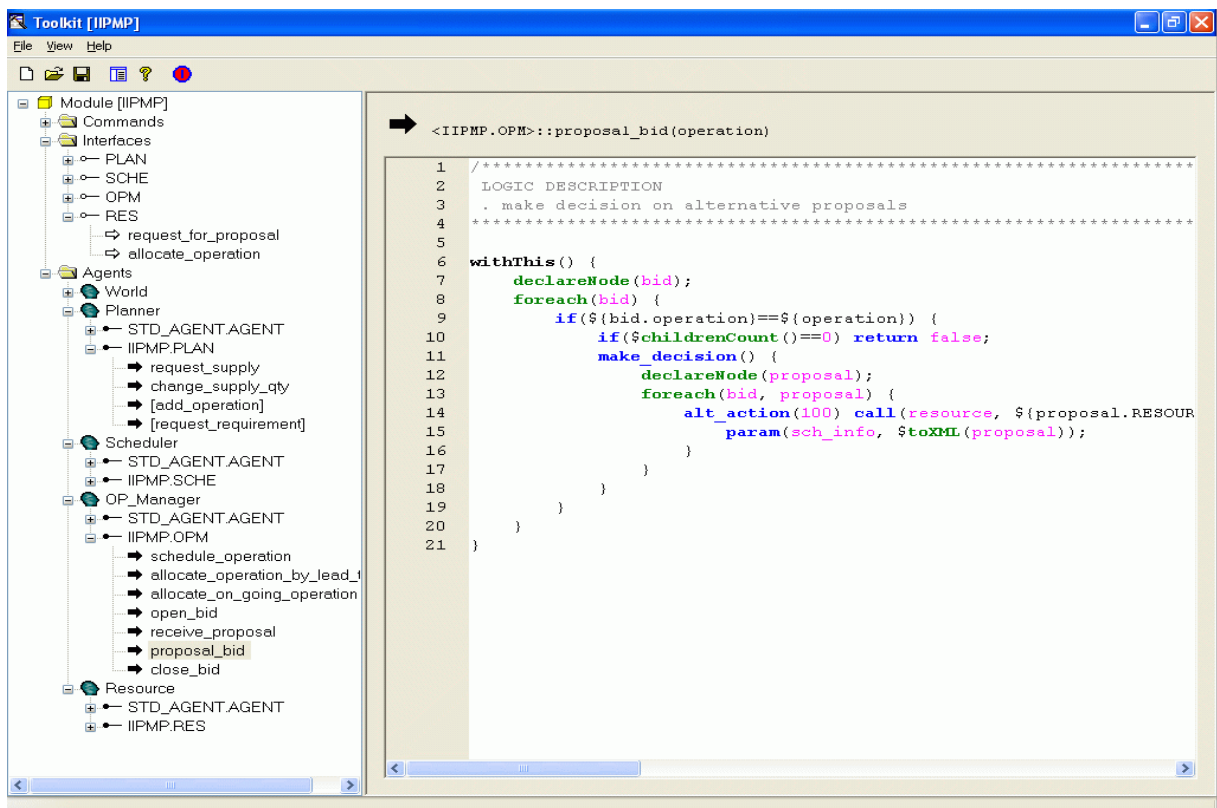 Toolkit [IIPMP]
File View Help
Module [IIPMP]
Commands
Interfaces
PLAN
SCHE
OPM
RES
request_for_proposal
allocate_operation
Agents
World
Planner
STD_AGENT.AGENT
IIPMP.PLAN
request_supply
change_supply_qty
[add_operation]
[request_requirement]
Scheduler
STD_AGENT.AGENT
IIPMP.SCHE
OP_Manager
STD_AGENT.AGENT
IIPMP.OPM
schedule_operation
allocate_operation_by_lead_t
allocate_on_going_operation
open_bid
receive_proposal
proposal_bid
close_bid
Resource
STD_AGENT.AGENT
IIPMP.RES
<IIPMP.OPM>::proposal_bid(operation)
1 /********************************************************************
2 LOGIC DESCRIPTION
3 . make decision on alternative proposals
4 *********************************************************************
5
6 withThis() {
7 declareNode(bid);
8 foreach(bid) {
9 if(${bid.operation}==${operation}) {
10 if($childrenCount()==0) return false;
11 make_decision() {
12 declareNode(proposal);
13 foreach(bid, proposal) {
14 alt_action(100) call(resource, ${proposal.RESOUR
15 param(sch_info, $toXML(proposal));
16 }
17 }
18 }
19 }
20 }
21 }